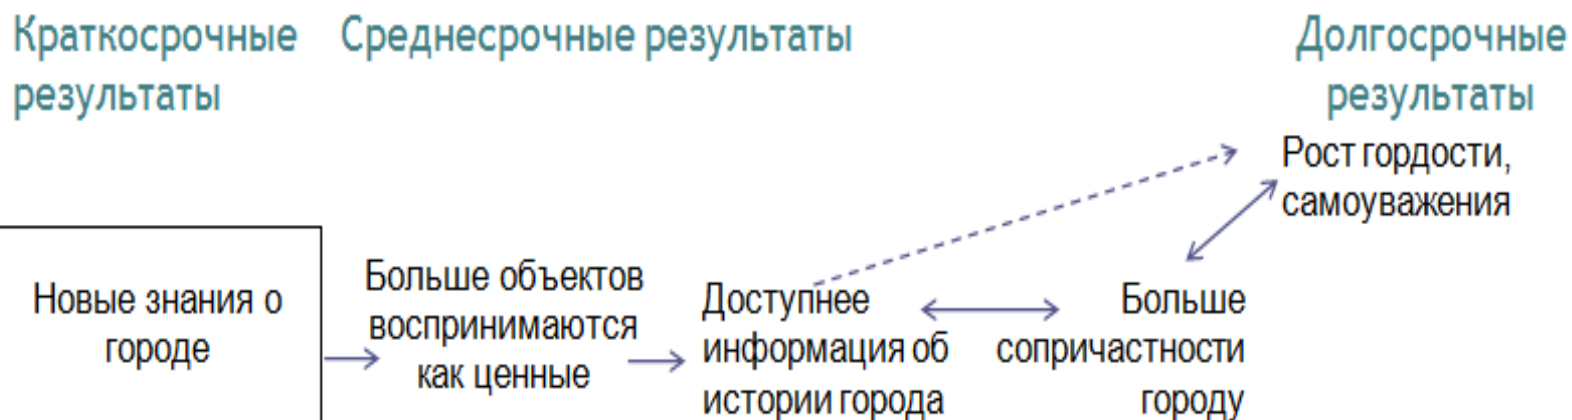 Краткосрочные
результаты
Среднесрочные результаты
Долгосрочные
результаты
Рост гордости,
самоуважения
Новые знания о
городе
Больше объектов
воспринимаются
как ценные
Доступнее
информация об
истории города
Больше
сопричастности
городу